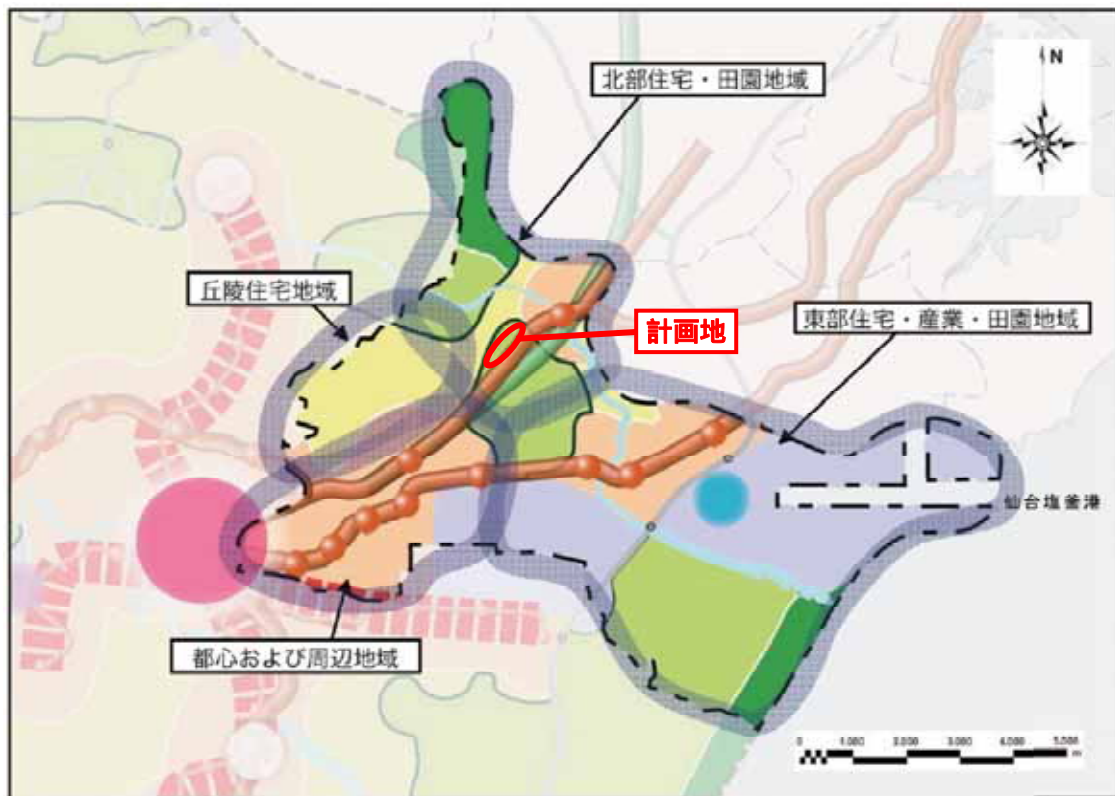 N
北部住宅・田園地域
丘陵住宅地域
計画地
東部住宅・産業・田園地域
仙台塩釜港
都心および周辺地域
0 1,000 2,000 3,000 4,000 5,000
m